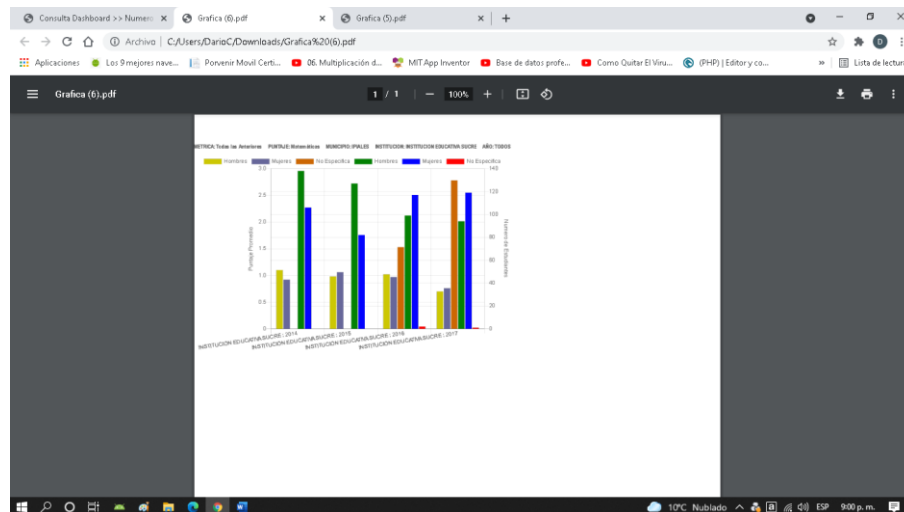 Consulta Dashboard >> Numero
Grafica (6).pdf
Grafica (5).pdf
Archivo | C:/Users/DarioC/Downloads/Grafica%20(6).pdf
D
Aplicaciones
Los 9 mejores nave...
Porvenir Movil Certi...
06. Multiplicación d...
MIT App Inventor
Base de datos profe...
Como Quitar El Viru...
(PHP) | Editor y co...
Lista de lectur
Grafica (6).pdf
1 / 1
100%
METRICA: Todas las Anteriores PUNTAJE: Matemáticas MUNICIPIO: IPIALES INSTITUCION: INSTITUCION EDUCATIVA SUCRE AÑO: TODOS
Hombres Mujeres No Especifica Hombres Mujeres No Especifica
3.0
2.5
2.0
1.5
1.0
0.5
0
Puntaje Promedio
140
120
100
80
60
40
20
0
Numero de Estudiantes
INSTITUCION EDUCATIVA SUCRE ; 2014
INSTITUCION EDUCATIVA SUCRE ; 2015
INSTITUCION EDUCATIVA SUCRE ; 2016
INSTITUCION EDUCATIVA SUCRE ; 2017
10°C Nublado
ESP
9:00 p. m.